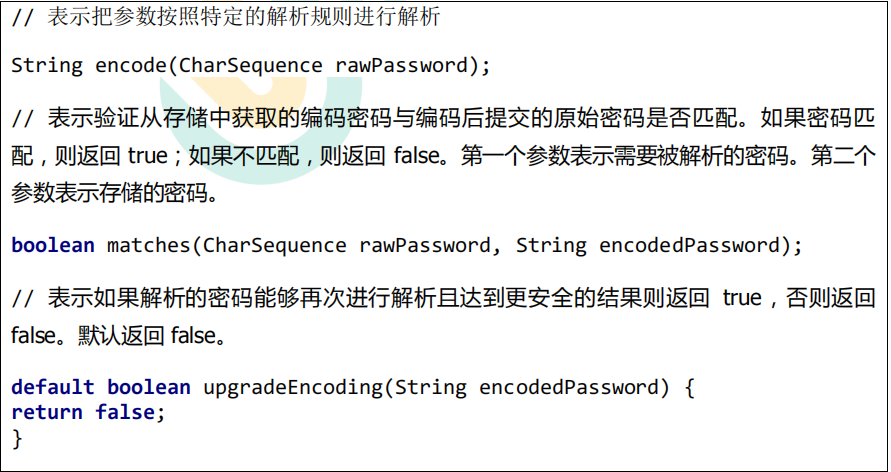 // 表示把参数按照特定的解析规则进行解析
String encode(CharSequence rawPassword);
// 表示验证从存储中获取的编码密码与编码后提交的原始密码是否匹配。如果密码匹
配，则返回 true；如果不匹配，则返回 false。第一个参数表示需要被解析的密码。第二个
参数表示存储的密码。
boolean matches(CharSequence rawPassword, String encodedPassword);
// 表示如果解析的密码能够再次进行解析且达到更安全的结果则返回 true，否则返回
false。默认返回 false。
default boolean upgradeEncoding(String encodedPassword) {
return false;
}